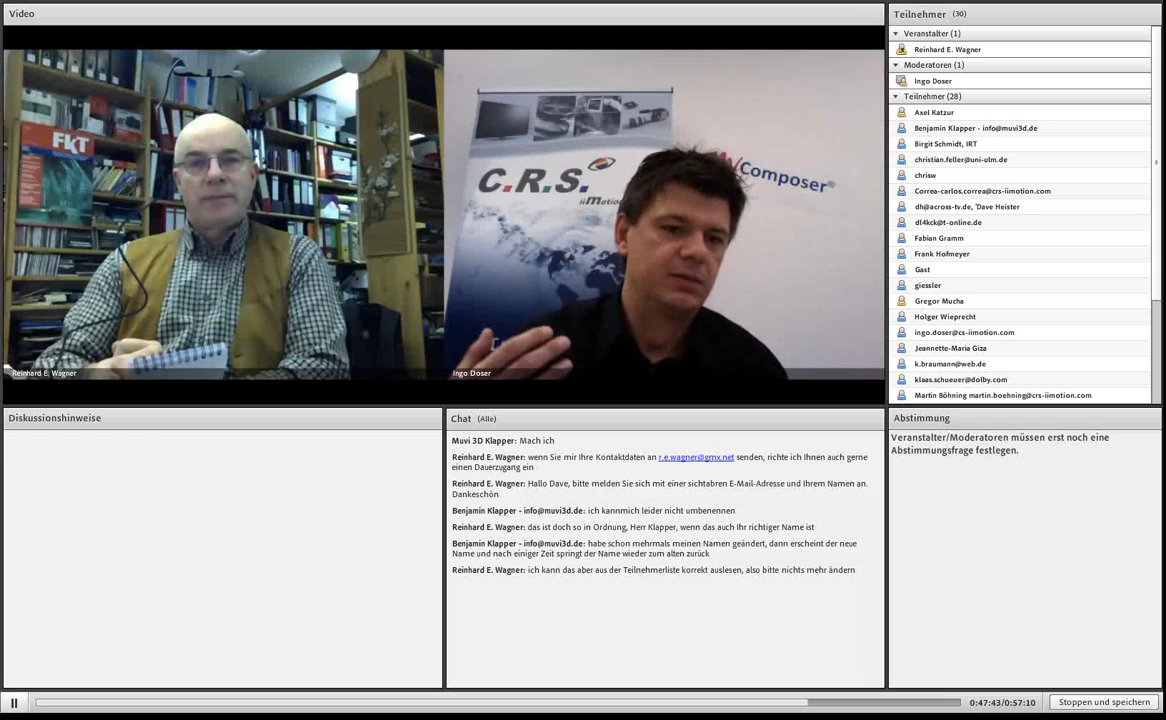 Video
FKT
C.R.S.
iiMotion
Composer®
Reinhard E. Wagner
Ingo Doser
Teilnehmer (30)
Veranstalter (1)
Reinhard E. Wagner
Moderatoren (1)
Ingo Doser
Teilnehmer (28)
Axel Katzur
Benjamin Klapper - info@muvi3d.de
Birgit Schmidt, IRT
christian.feller@uni-ulm.de
chrisw
Correa-carlos.correa@crs-iimotion.com
dh@across-tv.de, 'Dave Heister
dl4kck@t-online.de
Fabian Gramm
Frank Hofmeyer
Gast
giessler
Gregor Mucha
Holger Wieprecht
ingo.doser@cs-iimotion.com
Jeannette-Maria Giza
k.braumann@web.de
klaas.schueuer@dolby.com
Martin Böhning martin.boehning@crs-iimotion.com
Diskussionshinweise
Chat (Alle)
Muvi 3D Klapper: Mach ich
Reinhard E. Wagner: wenn Sie mir Ihre Kontaktdaten an r.e.wagner@gmx.net senden, richte ich Ihnen auch gerne
einen Dauerzugang ein
Reinhard E. Wagner: Hallo Dave, bitte melden Sie sich mit einer sichtabren E-Mail-Adresse und Ihrem Namen an.
Dankeschön
Benjamin Klapper - info@muvi3d.de: ich kannmich leider nicht umbenennen
Reinhard E. Wagner: das ist doch so in Ordnung, Herr Klapper, wenn das auch Ihr richtiger Name ist
Benjamin Klapper - info@muvi3d.de: habe schon mehrmals meinen Namen geändert, dann erscheint der neue
Name und nach einiger Zeit springt der Name wieder zum alten zurück
Reinhard E. Wagner: ich kann das aber aus der Teilnehmerliste korrekt auslesen, also bitte nichts mehr ändern
Abstimmung
Veranstalter/Moderatoren müssen erst noch eine
Abstimmungsfrage festlegen.
0:47:43/0:57:10
Stoppen und speichern